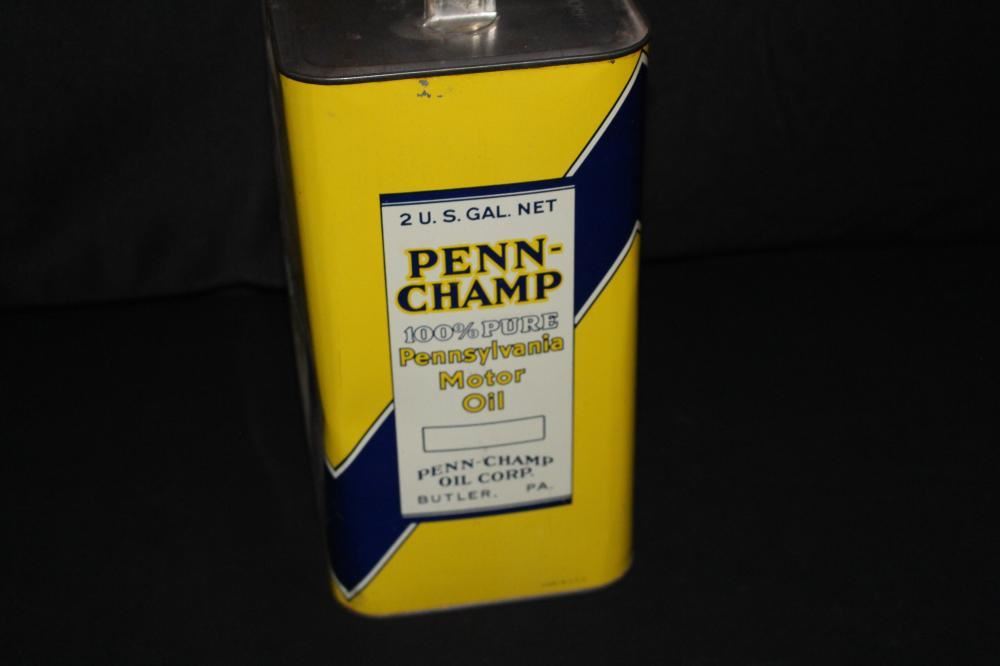 2 U. S. GAL. NET
PENN-
CHAMP
100% PURE
Pennsylvania
Motor
Oil
PENN-CHAMP
OIL CORP.
BUTLER, PA.